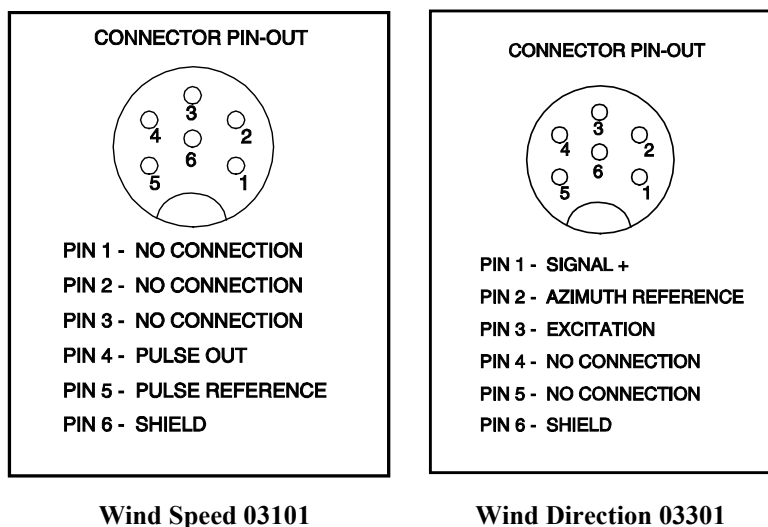 CONNECTOR PIN-OUT
3
4
2
6
5
1
PIN 1 - NO CONNECTION
PIN 2 - NO CONNECTION
PIN 3 - NO CONNECTION
PIN 4 - PULSE OUT
PIN 5 - PULSE REFERENCE
PIN 6 - SHIELD
Wind Speed 03101
CONNECTOR PIN-OUT
3
4
2
6
5
1
PIN 1 - SIGNAL +
PIN 2 - AZIMUTH REFERENCE
PIN 3 - EXCITATION
PIN 4 - NO CONNECTION
PIN 5 - NO CONNECTION
PIN 6 - SHIELD
Wind Direction 03301